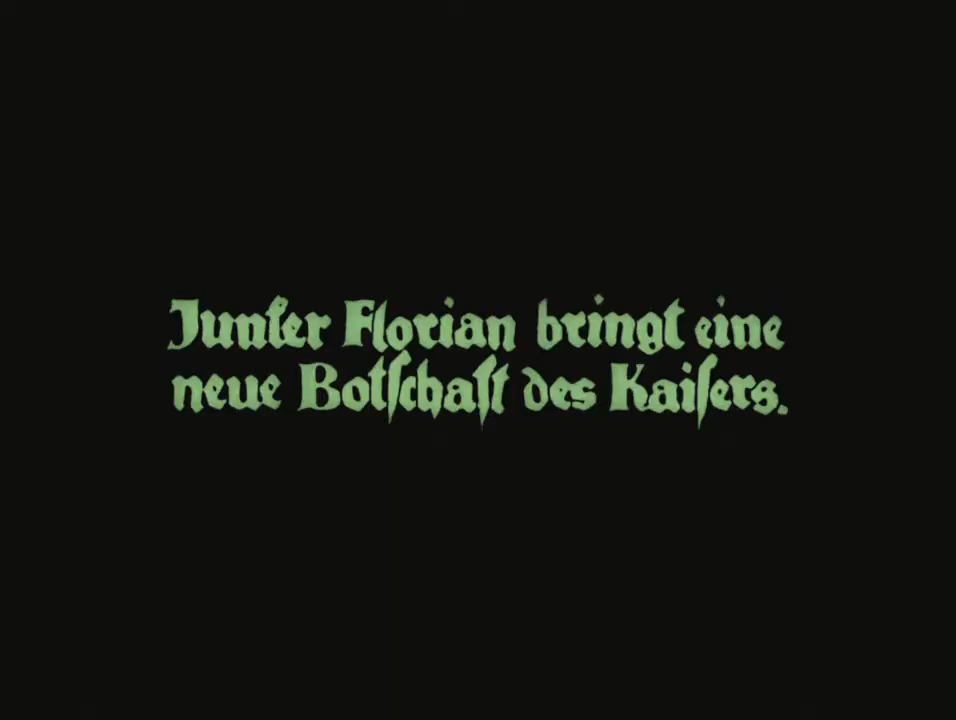 Junker Florian bringt eine
neue Botschaft des Kaisers.